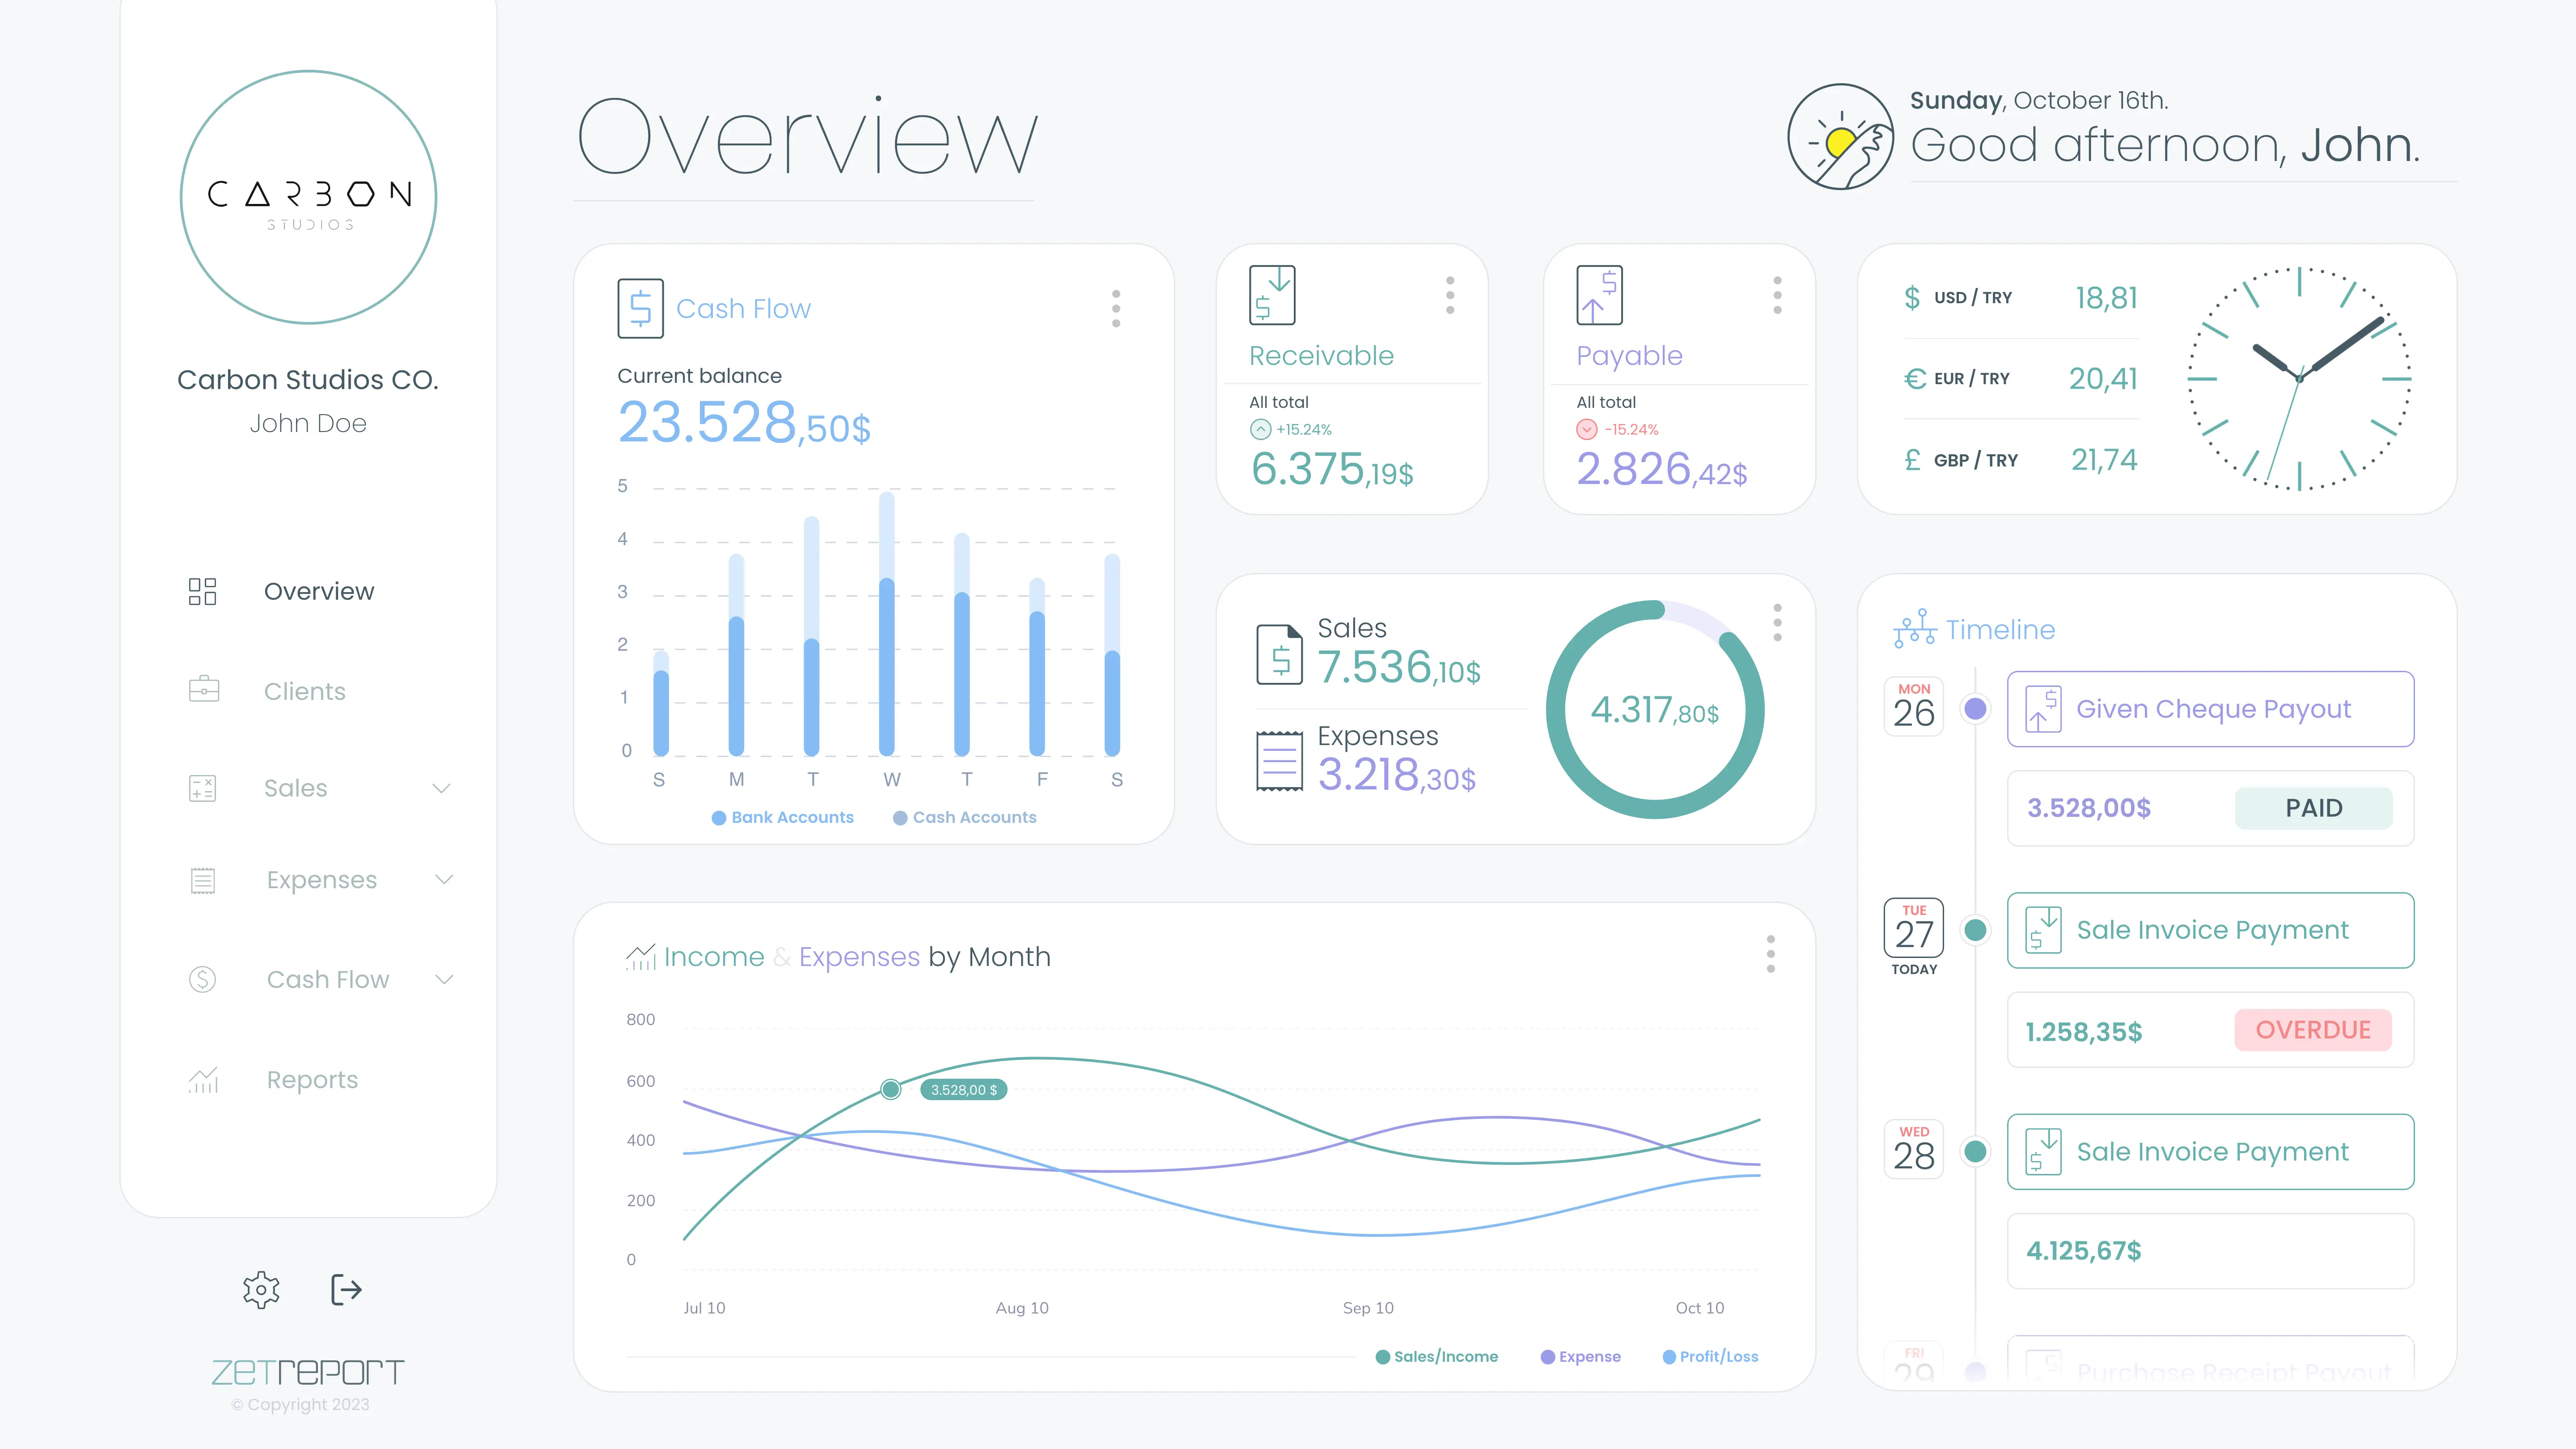 CARBON
STUDIOS
Carbon Studios CO.
John Doe
Overview
Clients
Sales
Expenses
Cash Flow
Reports
zetreport
© Copyright 2023
Overview
Sunday, October 16th.
Good afternoon, John.
$ Cash Flow
Current balance
23.528,50$
5
4
3
2
1
0
S M T W T F S
Bank Accounts Cash Accounts
$
Receivable
All total
+15.24%
6.375,19$
$
Payable
All total
-15.24%
2.826,42$
$ USD / TRY 18,81
€ EUR / TRY 20,41
£ GBP / TRY 21,74
$
Sales
7.536,10$
Expenses
3.218,30$
4.317,80$
Income & Expenses by Month
800
600
400
200
0
3.528,00 $
Jul 10 Aug 10 Sep 10 Oct 10
Sales/Income Expense Profit/Loss
Timeline
MON
26
$ Given Cheque Payout
3.528,00$ PAID
TUE
27
TODAY
$ Sale Invoice Payment
1.258,35$ OVERDUE
WED
28
$ Sale Invoice Payment
4.125,67$
FRI
29
Purchase Receipt Payout